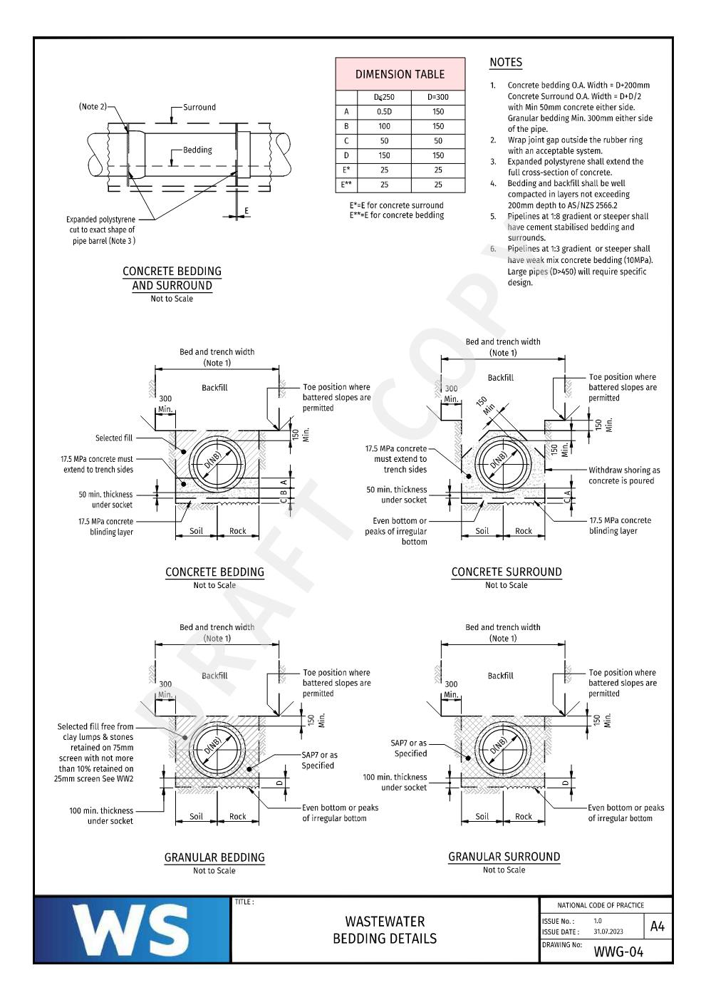 DIMENSION TABLE
D≤250 D=300
A 0.5D 150
B 100 150
C 50 50
D 150 150
E* 25 25
E** 25 25
E*=E for concrete surround
E**=E for concrete bedding
NOTES
1. Concrete bedding O.A. Width = D+200mm
Concrete Surround O.A. Width = D+D/2
with Min 50mm concrete either side.
Granular bedding Min. 300mm either side
of the pipe.
2. Wrap joint gap outside the rubber ring
with an acceptable system.
3. Expanded polystyrene shall extend the
full cross-section of concrete.
4. Bedding and backfill shall be well
compacted in layers not exceeding
200mm depth to AS/NZS 2566.2
5. Pipelines at 1:8 gradient or steeper shall
have cement stabilised bedding and
surrounds.
6. Pipelines at 1:3 gradient or steeper shall
have weak mix concrete bedding (10MPa).
Large pipes (D>450) will require specific
design.
(Note 2)
Surround
Bedding
E
Expanded polystyrene
cut to exact shape of
pipe barrel (Note 3 )
CONCRETE BEDDING
AND SURROUND
Not to Scale
DRAFT COPY
Bed and trench width
(Note 1)
Backfill
300
Min.
Toe position where
battered slopes are
permitted
150
Min.
Selected fill
17.5 MPa concrete must
extend to trench sides
D(NB)
A
B
C
50 min. thickness
under socket
17.5 MPa concrete
blinding layer
Soil
Rock
CONCRETE BEDDING
Not to Scale
Bed and trench width
(Note 1)
Backfill
300
Min.
150
Min
Toe position where
battered slopes are
permitted
150
Min.
150
Min.
17.5 MPa concrete
must extend to
trench sides
D(NB)
Withdraw shoring as
concrete is poured
A
C
50 min. thickness
under socket
Even bottom or
peaks of irregular
bottom
17.5 MPa concrete
blinding layer
Soil
Rock
CONCRETE SURROUND
Not to Scale
Bed and trench width
(Note 1)
Backfill
300
Min.
Toe position where
battered slopes are
permitted
150
Min.
Selected fill free from
clay lumps & stones
retained on 75mm
screen with not more
than 10% retained on
25mm screen See WW2
D(NB)
SAP7 or as
Specified
D
100 min. thickness
under socket
Even bottom or peaks
of irregular bottom
Soil
Rock
GRANULAR BEDDING
Not to Scale
Bed and trench width
(Note 1)
Backfill
300
Min.
Toe position where
battered slopes are
permitted
150
Min.
SAP7 or as
Specified
D(NB)
100 min. thickness
under socket
D
Even bottom or peaks
of irregular bottom
Soil
Rock
GRANULAR SURROUND
Not to Scale
WS
TITLE :
WASTEWATER
BEDDING DETAILS
NATIONAL CODE OF PRACTICE
ISSUE No. : 1.0
ISSUE DATE : 31.07.2023
A4
DRAWING No: WWG-04